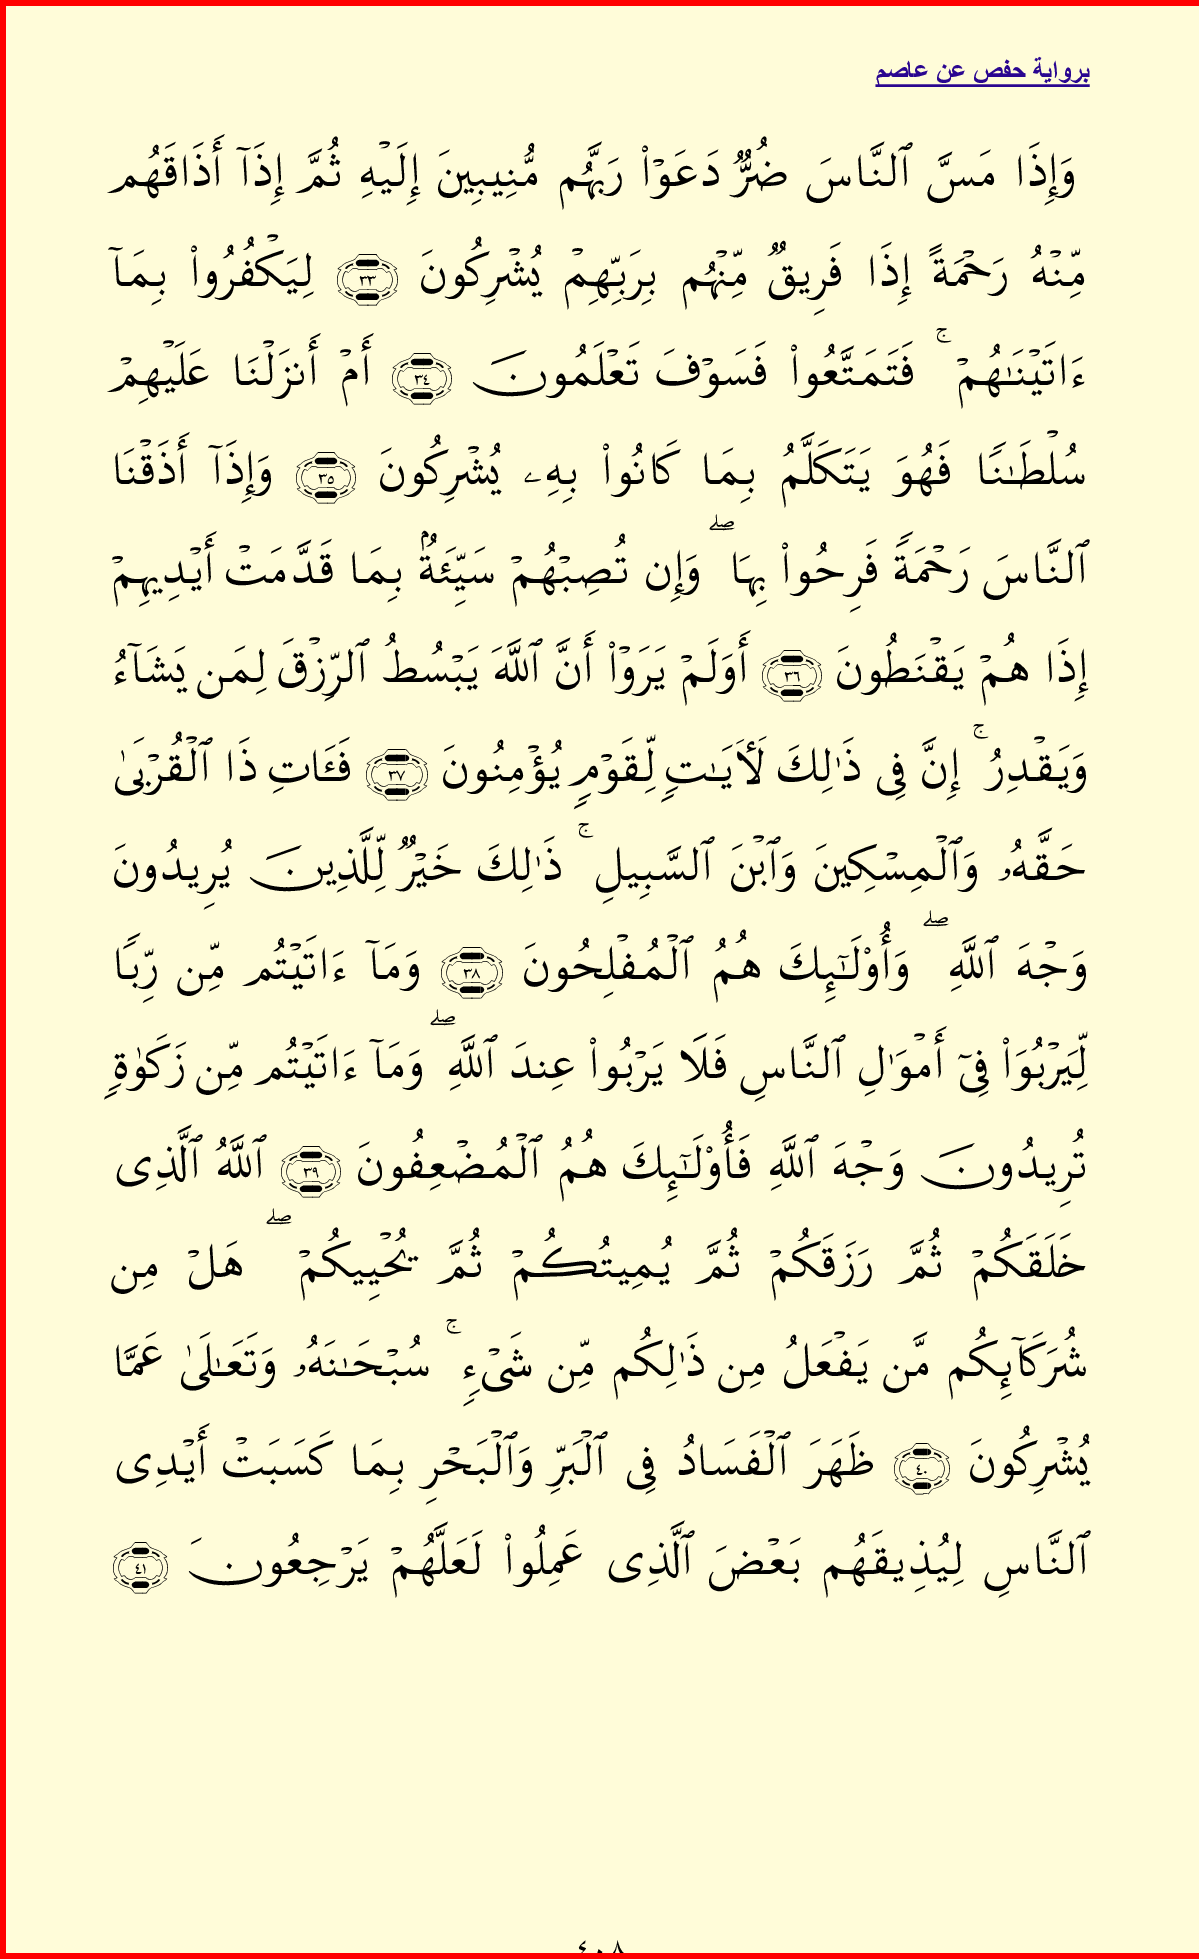 برواية حفص عن عاصم
وَإِذَا مَسَّ ٱلنَّاسَ ضُرٌّ دَعَوْا۟ رَبَّهُم مُّنِيبِينَ إِلَيْهِ ثُمَّ إِذَآ أَذَاقَهُم
مِّنْهُ رَحْمَةً إِذَا فَرِيقٌ مِّنْهُم بِرَبِّهِمْ يُشْرِكُونَ ٣٣ لِيَكْفُرُوا۟ بِمَآ
ءَاتَيْنَـٰهُمْ ۚ فَتَمَتَّعُوا۟ فَسَوْفَ تَعْلَمُونَ ٣٤ أَمْ أَنزَلْنَا عَلَيْهِمْ
سُلْطَـٰنًا فَهُوَ يَتَكَلَّمُ بِمَا كَانُوا۟ بِهِۦ يُشْرِكُونَ ٣٥ وَإِذَآ أَذَقْنَا
ٱلنَّاسَ رَحْمَةً فَرِحُوا۟ بِهَا ۖ وَإِن تُصِبْهُمْ سَيِّئَةٌۢ بِمَا قَدَّمَتْ أَيْدِيهِمْ
إِذَا هُمْ يَقْنَطُونَ ٣٦ أَوَلَمْ يَرَوْا۟ أَنَّ ٱللَّهَ يَبْسُطُ ٱلرِّزْقَ لِمَن يَشَآءُ
وَيَقْدِرُ ۚ إِنَّ فِى ذَٰلِكَ لَـَٔايَـٰتٍ لِّقَوْمٍ يُؤْمِنُونَ ٣٧ فَـَٔاتِ ذَا ٱلْقُرْبَىٰ
حَقَّهُۥ وَٱلْمِسْكِينَ وَٱبْنَ ٱلسَّبِيلِ ۚ ذَٰلِكَ خَيْرٌ لِّلَّذِينَ يُرِيدُونَ
وَجْهَ ٱللَّهِ ۖ وَأُو۟لَـٰٓئِكَ هُمُ ٱلْمُفْلِحُونَ ٣٨ وَمَآ ءَاتَيْتُم مِّن رِّبًا
لِّيَرْبُوَا۟ فِىٓ أَمْوَٰلِ ٱلنَّاسِ فَلَا يَرْبُوا۟ عِندَ ٱللَّهِ ۖ وَمَآ ءَاتَيْتُم مِّن زَكَوٰةٍ
تُرِيدُونَ وَجْهَ ٱللَّهِ فَأُو۟لَـٰٓئِكَ هُمُ ٱلْمُضْعِفُونَ ٣٩ ٱللَّهُ ٱلَّذِى
خَلَقَكُمْ ثُمَّ رَزَقَكُمْ ثُمَّ يُمِيتُكُمْ ثُمَّ يُحْيِيكُمْ ۖ هَلْ مِن
شُرَكَآئِكُم مَّن يَفْعَلُ مِن ذَٰلِكُم مِّن شَىْءٍ ۚ سُبْحَـٰنَهُۥ وَتَعَـٰلَىٰ عَمَّا
يُشْرِكُونَ ٤٠ ظَهَرَ ٱلْفَسَادُ فِى ٱلْبَرِّ وَٱلْبَحْرِ بِمَا كَسَبَتْ أَيْدِى
ٱلنَّاسِ لِيُذِيقَهُم بَعْضَ ٱلَّذِى عَمِلُوا۟ لَعَلَّهُمْ يَرْجِعُونَ ٤١
٤٠٨